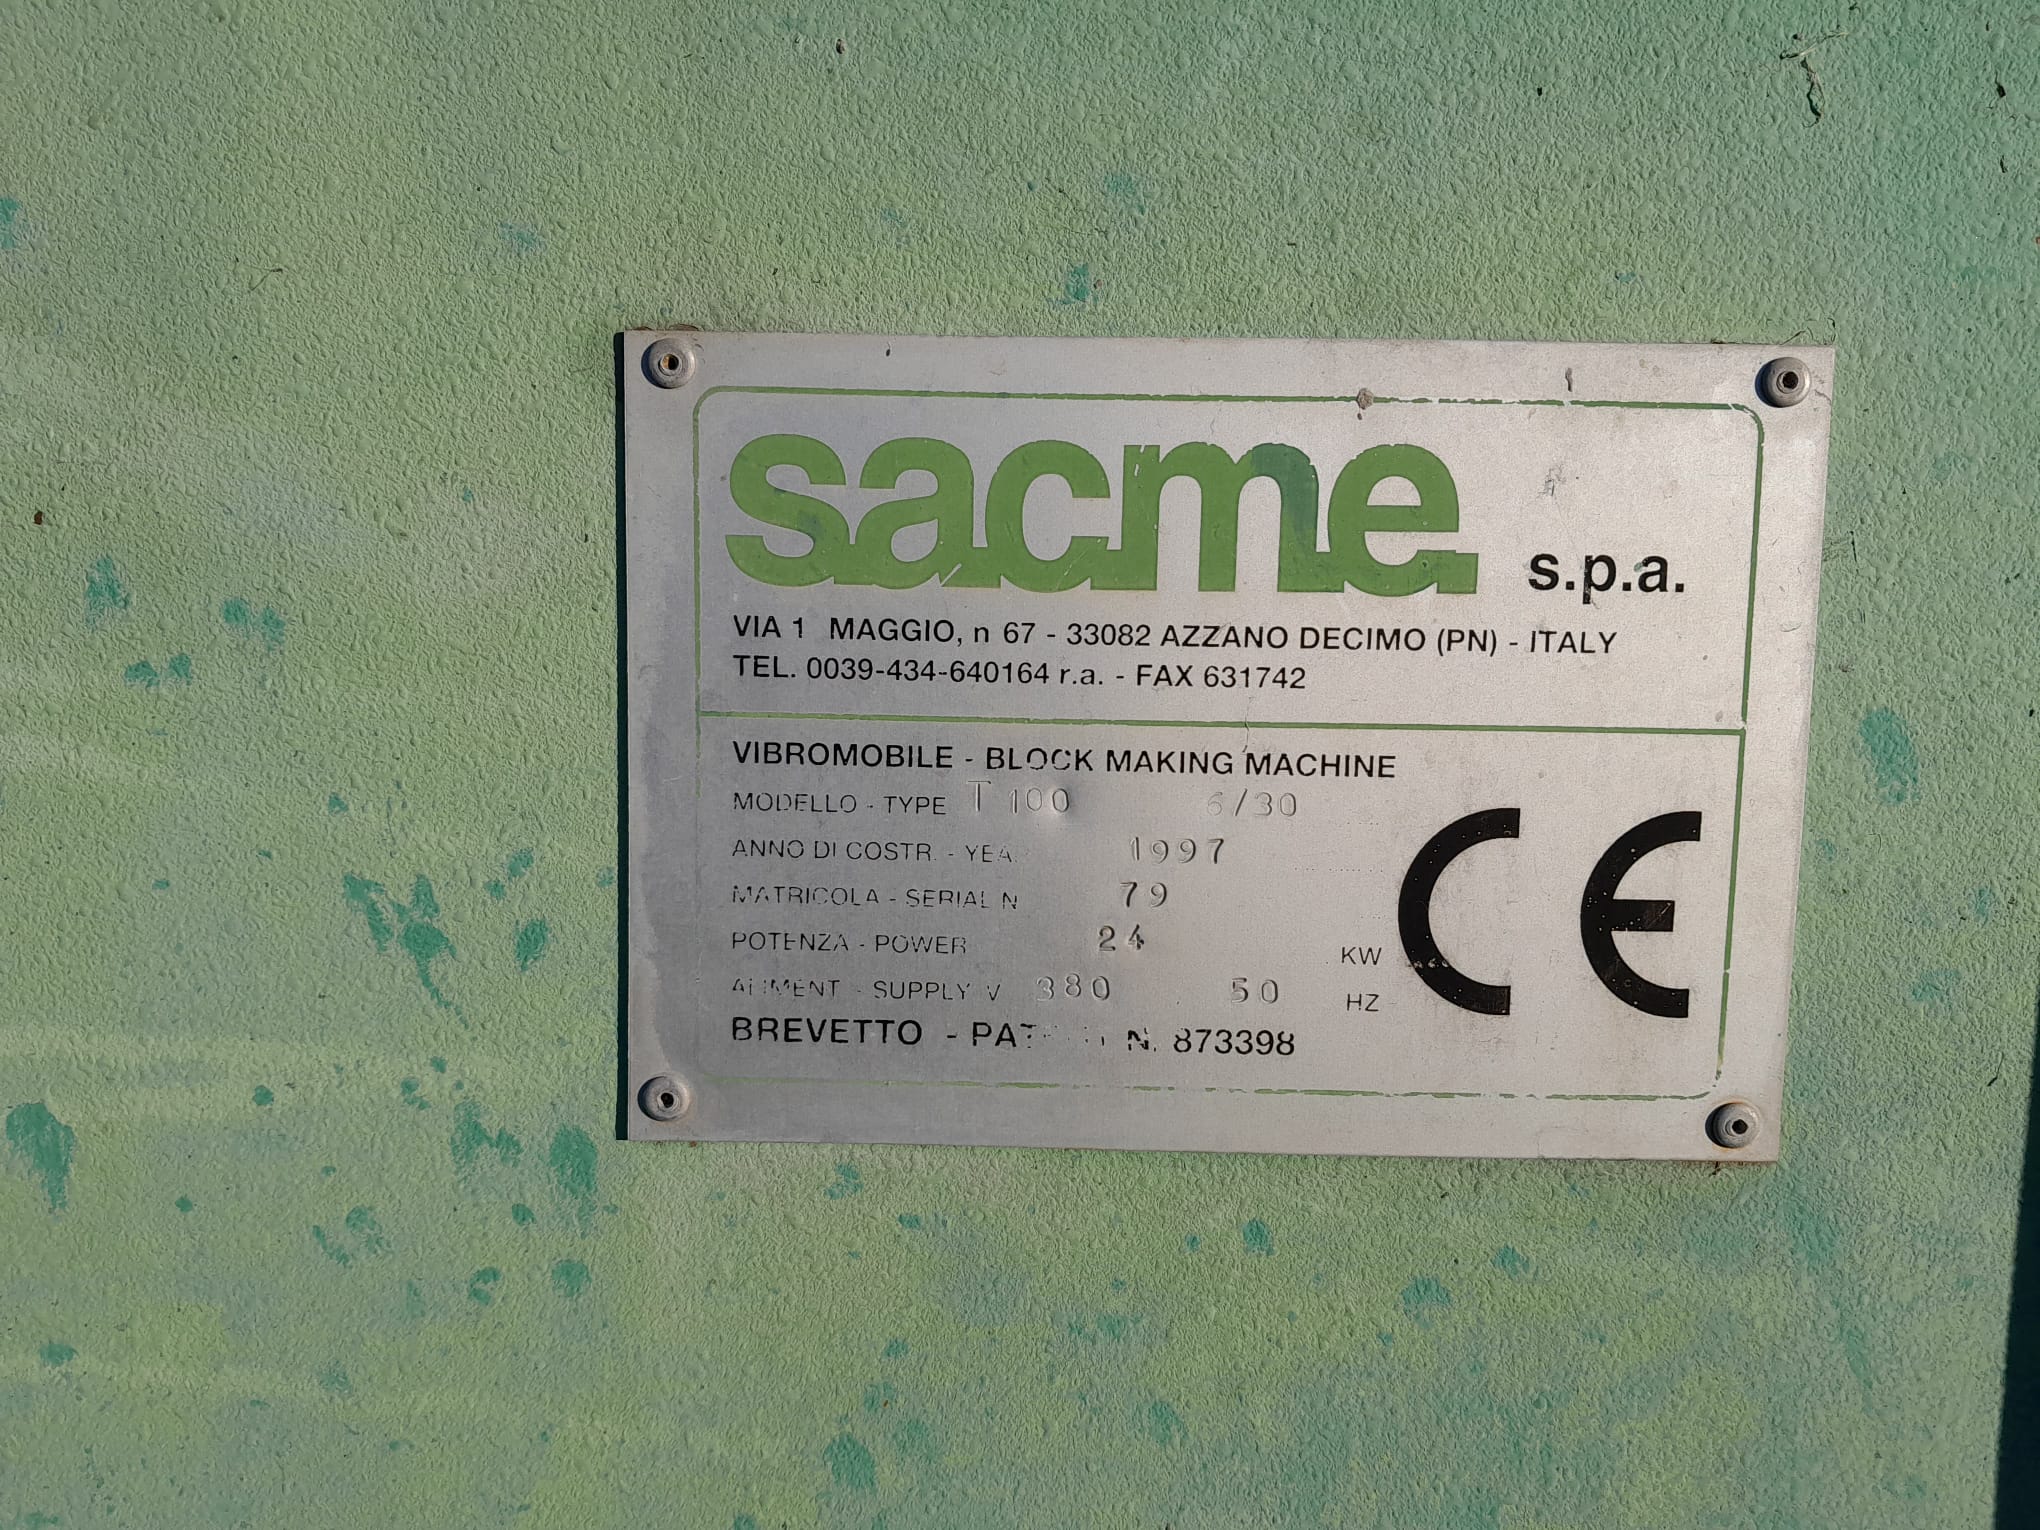 sacme s.p.a.
VIA 1 MAGGIO, n 67 - 33082 AZZANO DECIMO (PN) - ITALY
TEL. 0039-434-640164 r.a. - FAX 631742
VIBROMOBILE - BLOCK MAKING MACHINE
MODELLO - TYPE T 100 6/30
ANNO DI COSTR. - YEA 1997
MATRICOLA - SERIAL N 79
POTENZA - POWER 24 KW
ALIMENT - SUPPLY V 380 50 HZ
BREVETTO - N. 873398
CE